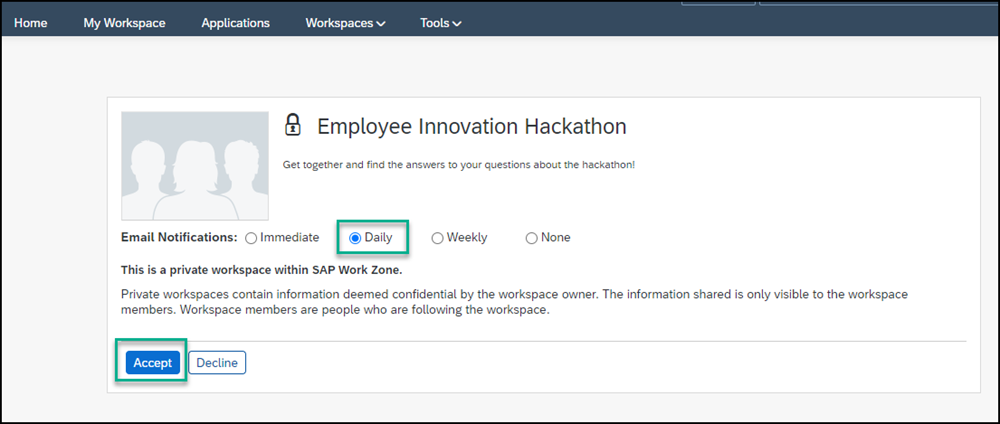 Home My Workspace Applications Workspaces Tools
Employee Innovation Hackathon
Get together and find the answers to your questions about the hackathon!
Email Notifications: Immediate Daily Weekly None
This is a private workspace within SAP Work Zone.
Private workspaces contain information deemed confidential by the workspace owner. The information shared is only visible to the workspace
members. Workspace members are people who are following the workspace.
Accept Decline